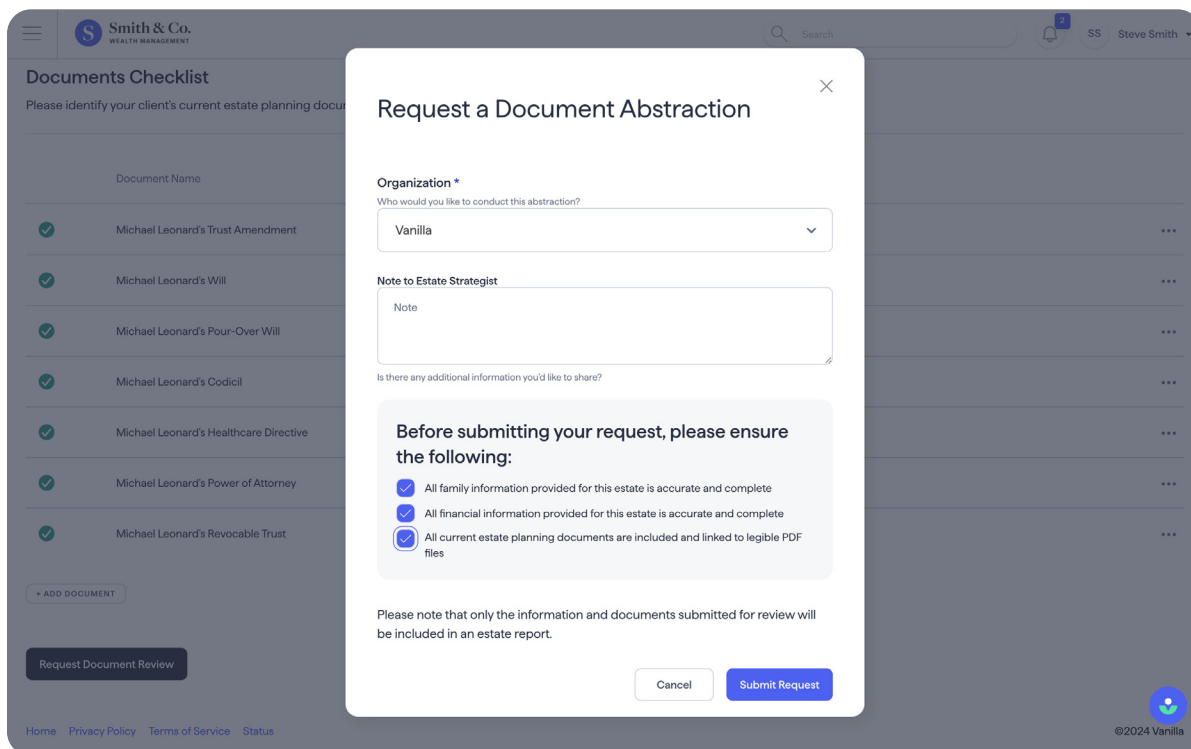 S
Smith & Co.
WEALTH MANAGEMENT
Search
2
SS
Steve Smith
Documents Checklist
Please identify your client's current estate planning docu
Document Name
Michael Leonard's Trust Amendment
Michael Leonard's Will
Michael Leonard's Pour-Over Will
Michael Leonard's Codicil
Michael Leonard's Healthcare Directive
Michael Leonard's Power of Attorney
Michael Leonard's Revocable Trust
+ ADD DOCUMENT
Request Document Review
Request a Document Abstraction
Organization *
Who would you like to conduct this abstraction?
Vanilla
Note to Estate Strategist
Note
Is there any additional information you'd like to share?
Before submitting your request, please ensure
the following:
All family information provided for this estate is accurate and complete
All financial information provided for this estate is accurate and complete
All current estate planning documents are included and linked to legible PDF
files
Please note that only the information and documents submitted for review will
be included in an estate report.
Cancel
Submit Request
Home Privacy Policy Terms of Service Status
©2024 Vanilla